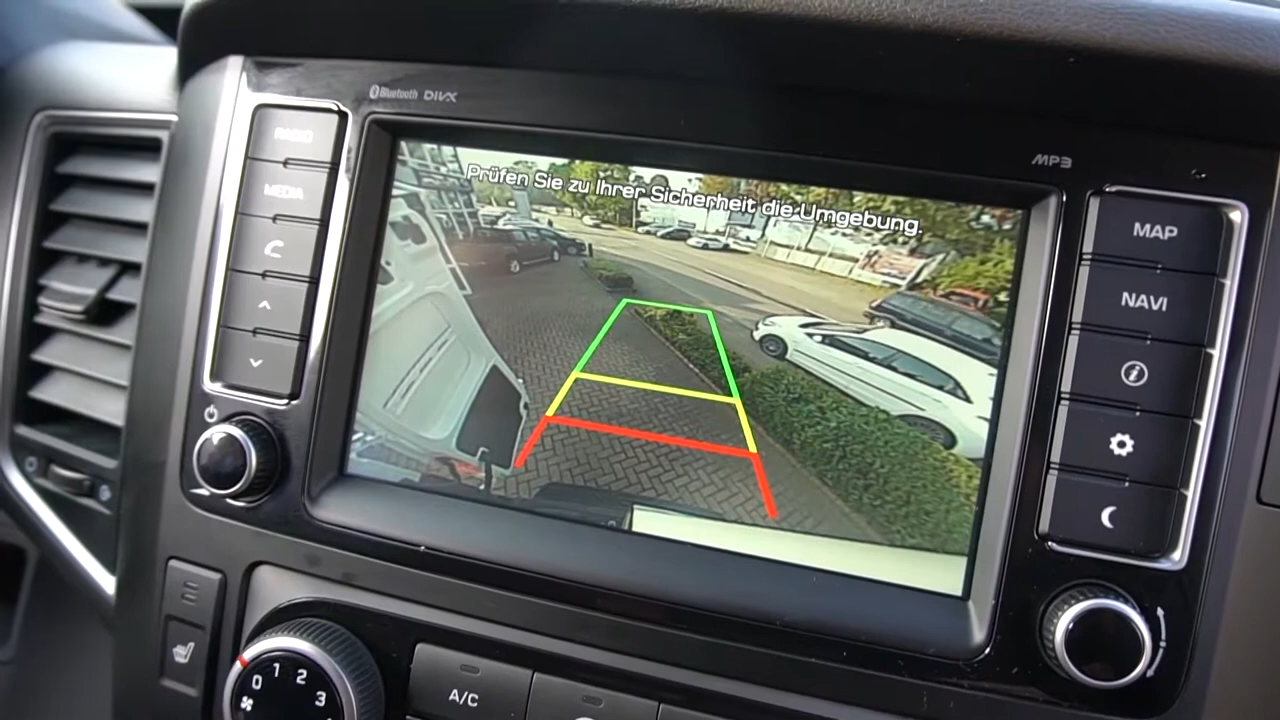 Bluetooth DIVX
MP3
RADIO
MEDIA
Prüfen Sie zu Ihrer Sicherheit die Umgebung.
MAP
NAVI
0 1 2 3
A/C